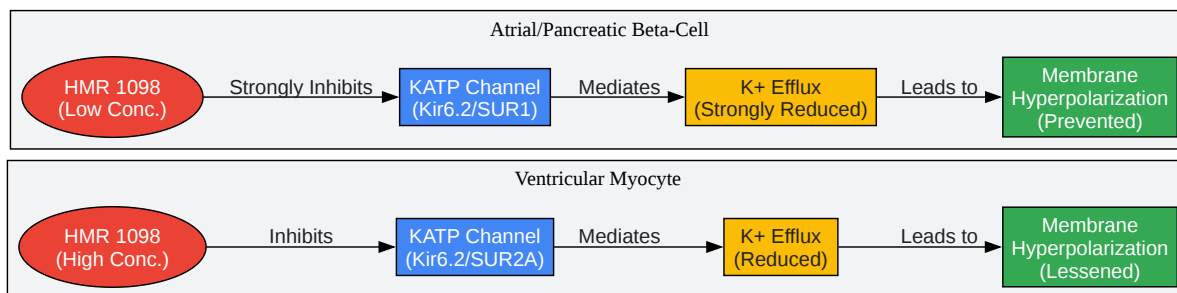 Atrial/Pancreatic Beta-Cell
HMR 1098
(Low Conc.)
Strongly Inhibits
KATP Channel
(Kir6.2/SUR1)
Mediates
K+ Efflux
(Strongly Reduced)
Leads to
Membrane
Hyperpolarization
(Prevented)
Ventricular Myocyte
HMR 1098
(High Conc.)
Inhibits
KATP Channel
(Kir6.2/SUR2A)
Mediates
K+ Efflux
(Reduced)
Leads to
Membrane
Hyperpolarization
(Lessened)